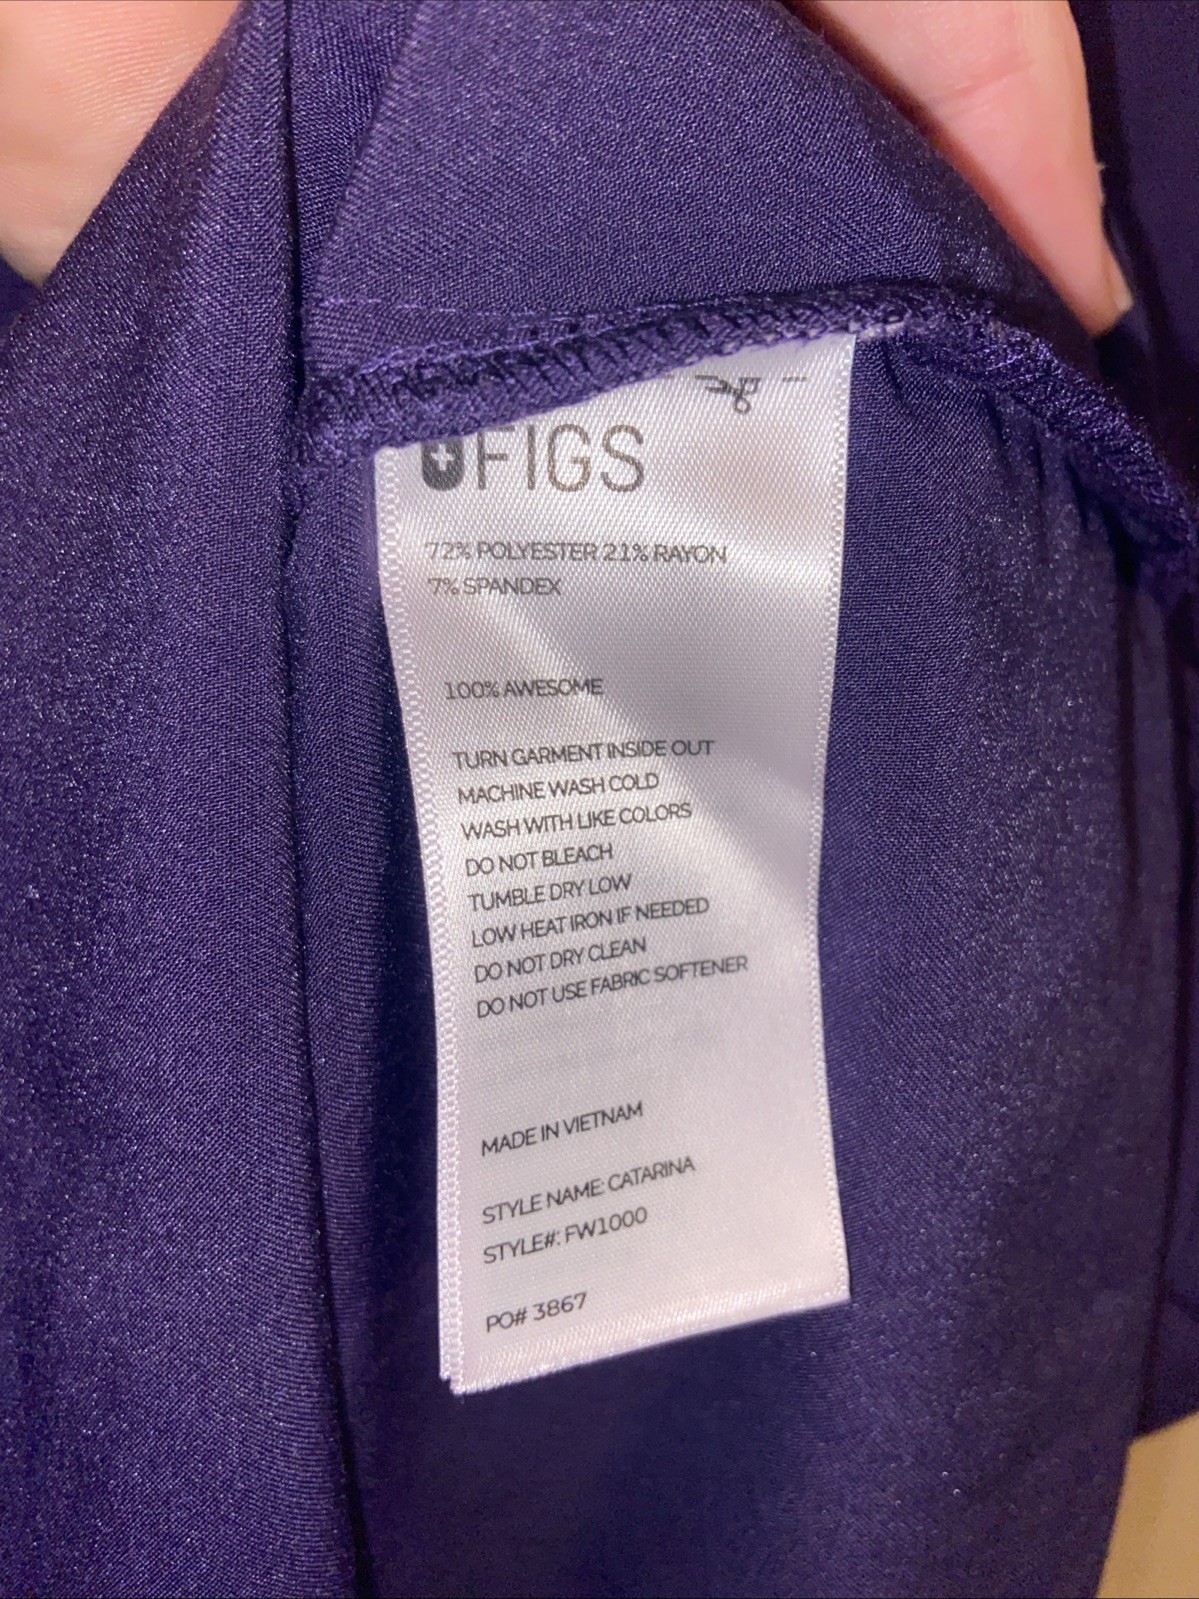 FIGS
72% POLYESTER 21% RAYON
7% SPANDEX
100% AWESOME
TURN GARMENT INSIDE OUT
MACHINE WASH COLD
WASH WITH LIKE COLORS
DO NOT BLEACH
TUMBLE DRY LOW
LOW HEAT IRON IF NEEDED
DO NOT DRY CLEAN
DO NOT USE FABRIC SOFTENER
MADE IN VIETNAM
STYLE NAME: CATARINA
STYLE#: FW1000
PO# 3867